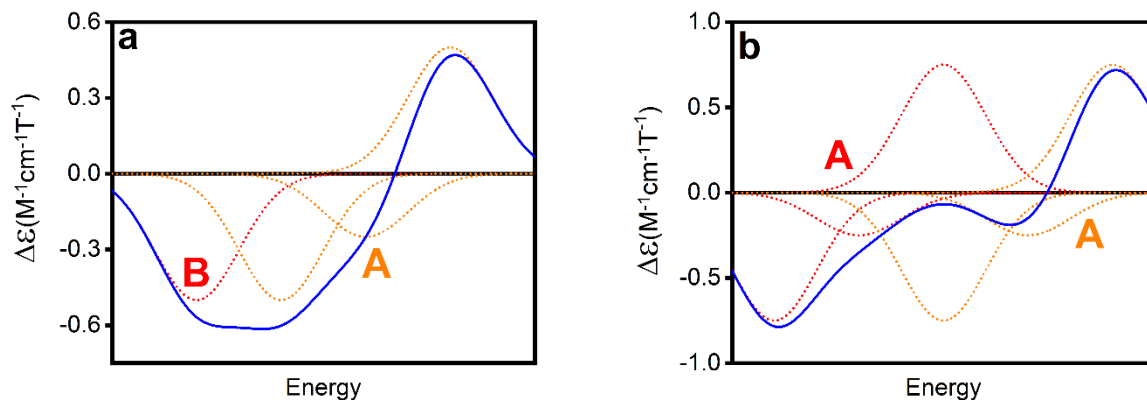 a
Δε(M⁻¹cm⁻¹T⁻¹)
0.6
0.3
0.0
-0.3
-0.6
B
A
Energy
b
Δε(M⁻¹cm⁻¹T⁻¹)
1.0
0.5
0.0
-0.5
-1.0
A
A
Energy